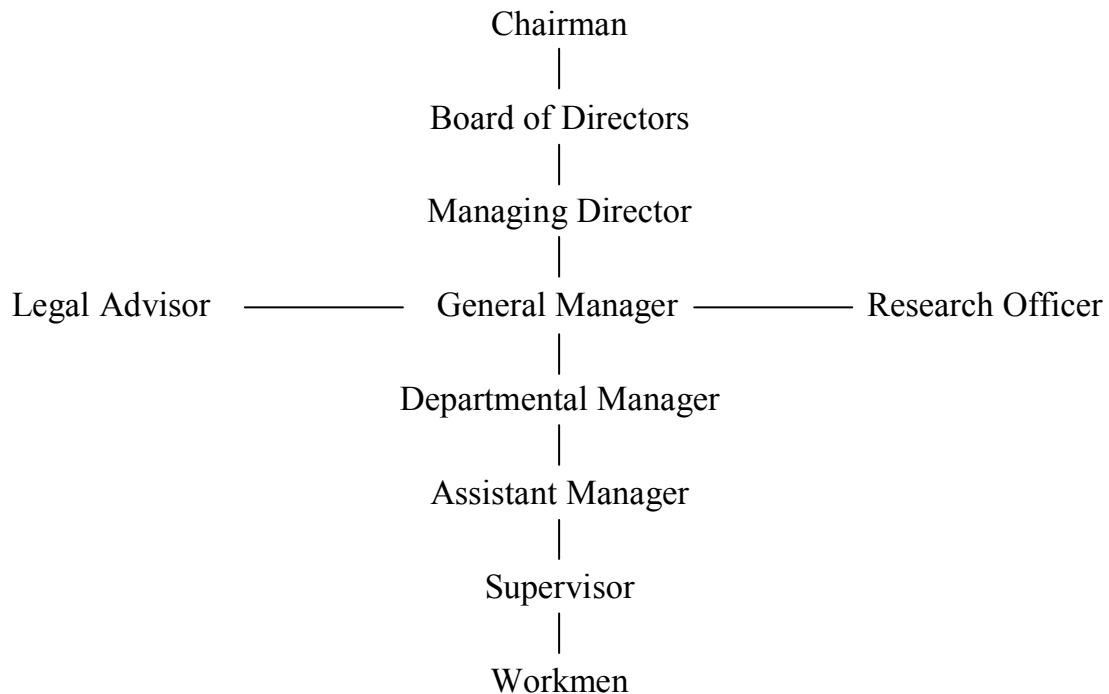 Chairman
Board of Directors
Managing Director
Legal Advisor General Manager Research Officer
Departmental Manager
Assistant Manager
Supervisor
Workmen